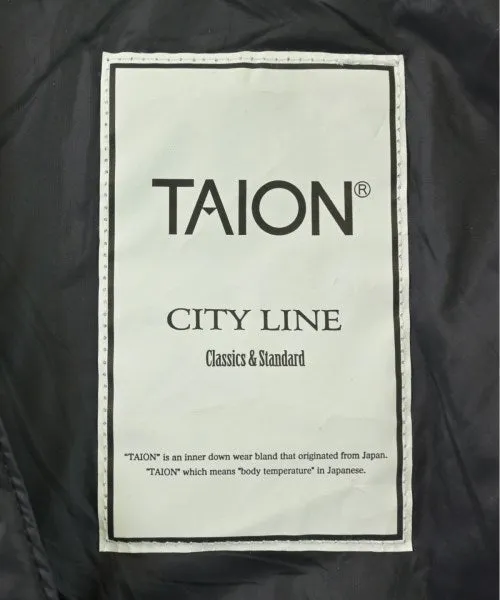 TAION®
CITY LINE
Classics & Standard
"TAION" is an inner down wear bland that originated from Japan.
"TAION" which means "body temperature" in Japanese.